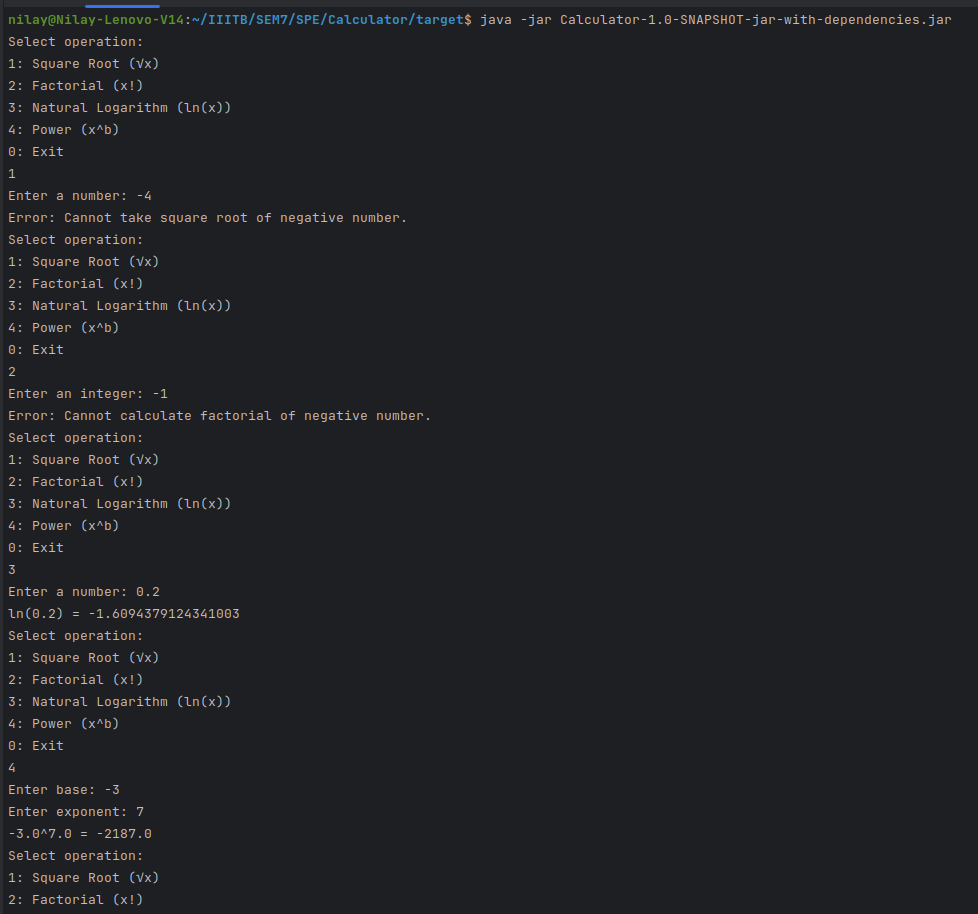 nilay@Nilay-Lenovo-V14:~/IIITB/SEM7/SPE/Calculator/target$ java -jar Calculator-1.0-SNAPSHOT-jar-with-dependencies.jar
Select operation:
1: Square Root (√x)
2: Factorial (x!)
3: Natural Logarithm (ln(x))
4: Power (x^b)
0: Exit
1
Enter a number: -4
Error: Cannot take square root of negative number.
Select operation:
1: Square Root (√x)
2: Factorial (x!)
3: Natural Logarithm (ln(x))
4: Power (x^b)
0: Exit
2
Enter an integer: -1
Error: Cannot calculate factorial of negative number.
Select operation:
1: Square Root (√x)
2: Factorial (x!)
3: Natural Logarithm (ln(x))
4: Power (x^b)
0: Exit
3
Enter a number: 0.2
ln(0.2) = -1.6094379124341003
Select operation:
1: Square Root (√x)
2: Factorial (x!)
3: Natural Logarithm (ln(x))
4: Power (x^b)
0: Exit
4
Enter base: -3
Enter exponent: 7
-3.0^7.0 = -2187.0
Select operation:
1: Square Root (√x)
2: Factorial (x!)